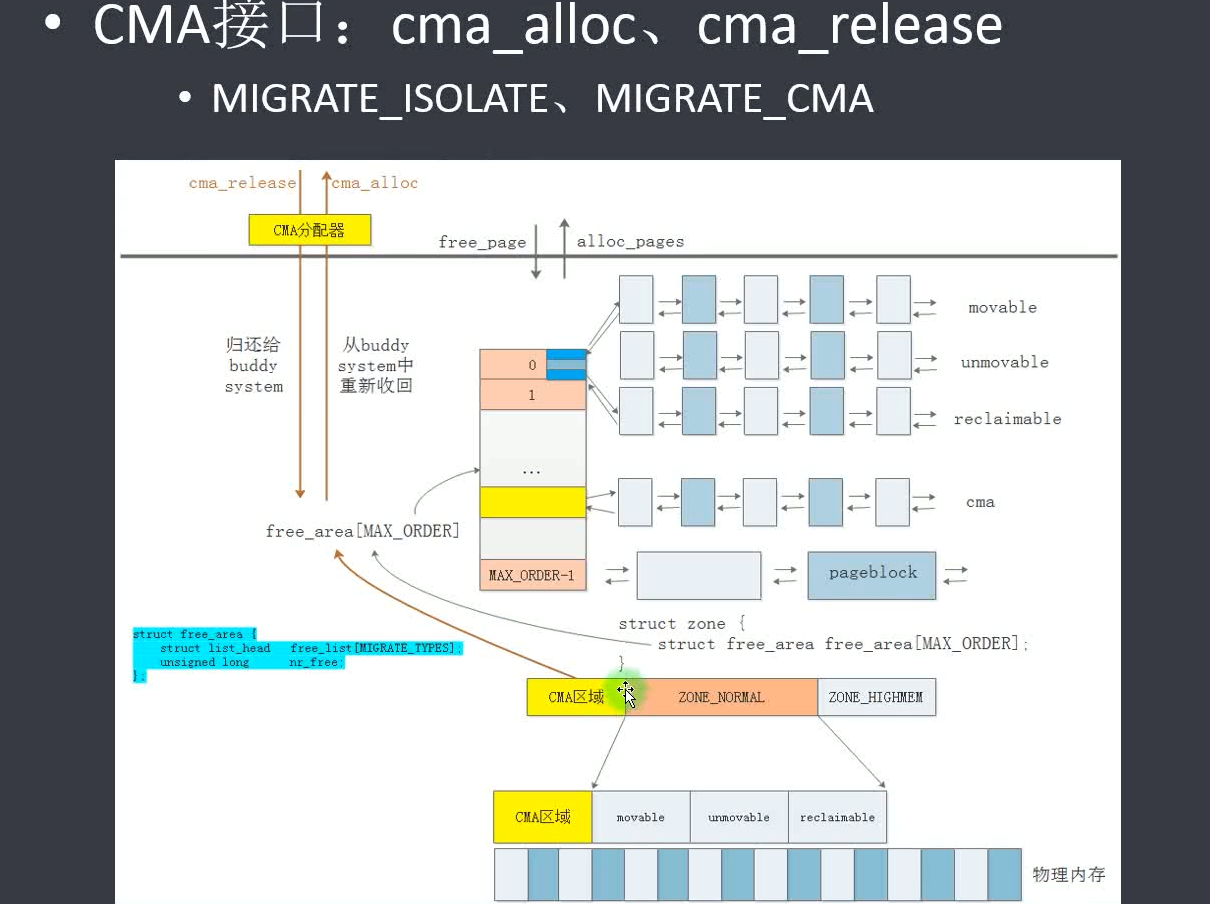 • CMA接口：cma_alloc、cma_release
• MIGRATE_ISOLATE、MIGRATE_CMA
cma_release
cma_alloc
CMA分配器
free_page
alloc_pages
movable
归还给
buddy
system
从buddy
system中
重新收回
0
1
unmovable
reclaimable
...
cma
free_area[MAX_ORDER]
MAX_ORDER-1
pageblock
struct free_area {
struct list_head free_list[MIGRATE_TYPES];
unsigned long nr_free;
};
struct zone {
struct free_area free_area[MAX_ORDER];
}
CMA区域
ZONE_NORMAL
ZONE_HIGHMEM
CMA区域
movable
unmovable
reclaimable
物理内存